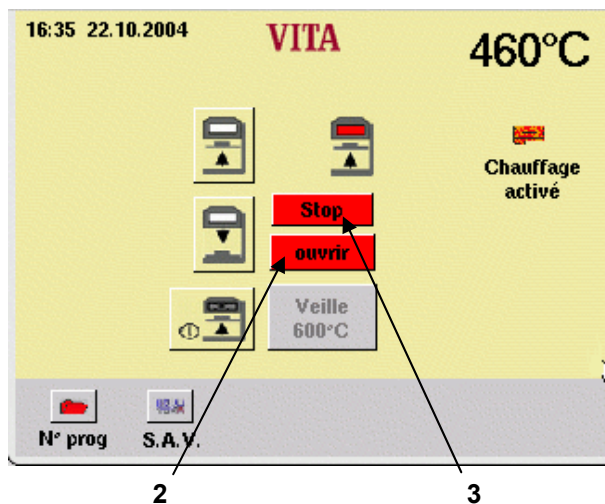 16:35 22.10.2004
VITA
460°C
Chauffage
activé
Stop
ouvrir
Veille
600°C
N° prog
S.A.V.
2
3